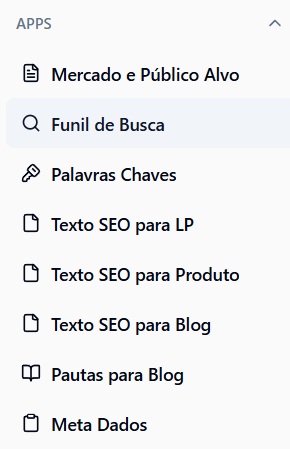 APPS
Mercado e Público Alvo
Funil de Busca
Palavras Chaves
Texto SEO para LP
Texto SEO para Produto
Texto SEO para Blog
Pautas para Blog
Meta Dados